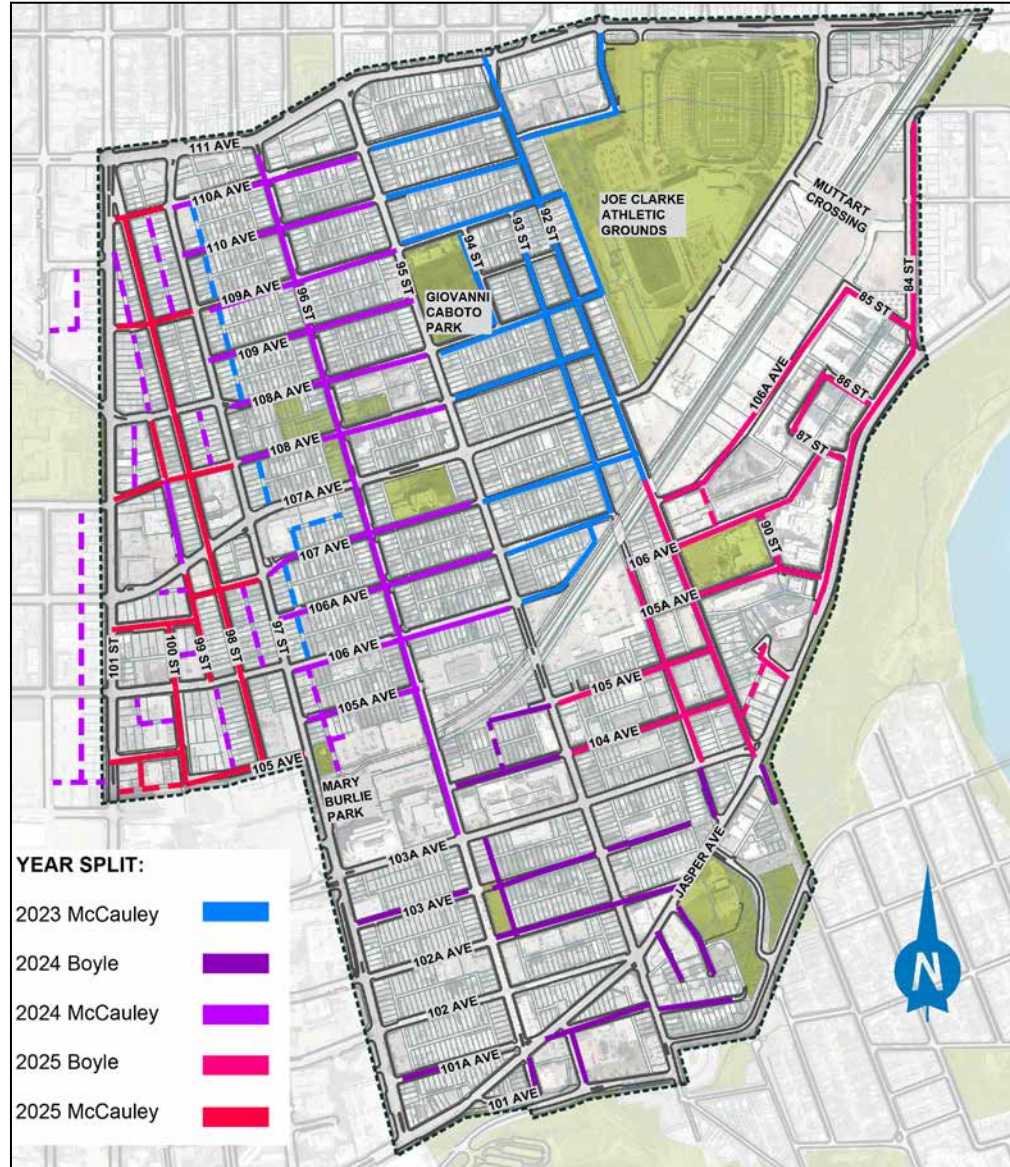 111 AVE
110A AVE
110 AVE
109A AVE
109A AVE
109 AVE
108A AVE
108 AVE
107A AVE
107 AVE
106A AVE
106 AVE
105A AVE
105 AVE
96 ST
95 ST
94 ST
93 ST
92 ST
GIOVANNI
CABOTO
PARK
JOE CLARKE
ATHLETIC
GROUNDS
MUTTART
CROSSING
84 ST
85 ST
86 ST
87 ST
106A AVE
90 ST
106 AVE
105A AVE
105 AVE
104 AVE
101 ST
100 ST
99 ST
98 ST
97 ST
MARY
BURLIE
PARK
103A AVE
103 AVE
102A AVE
102 AVE
101A AVE
101 AVE
JASPER AVE
YEAR SPLIT:
2023 McCauley
2024 Boyle
2024 McCauley
2025 Boyle
2025 McCauley
N